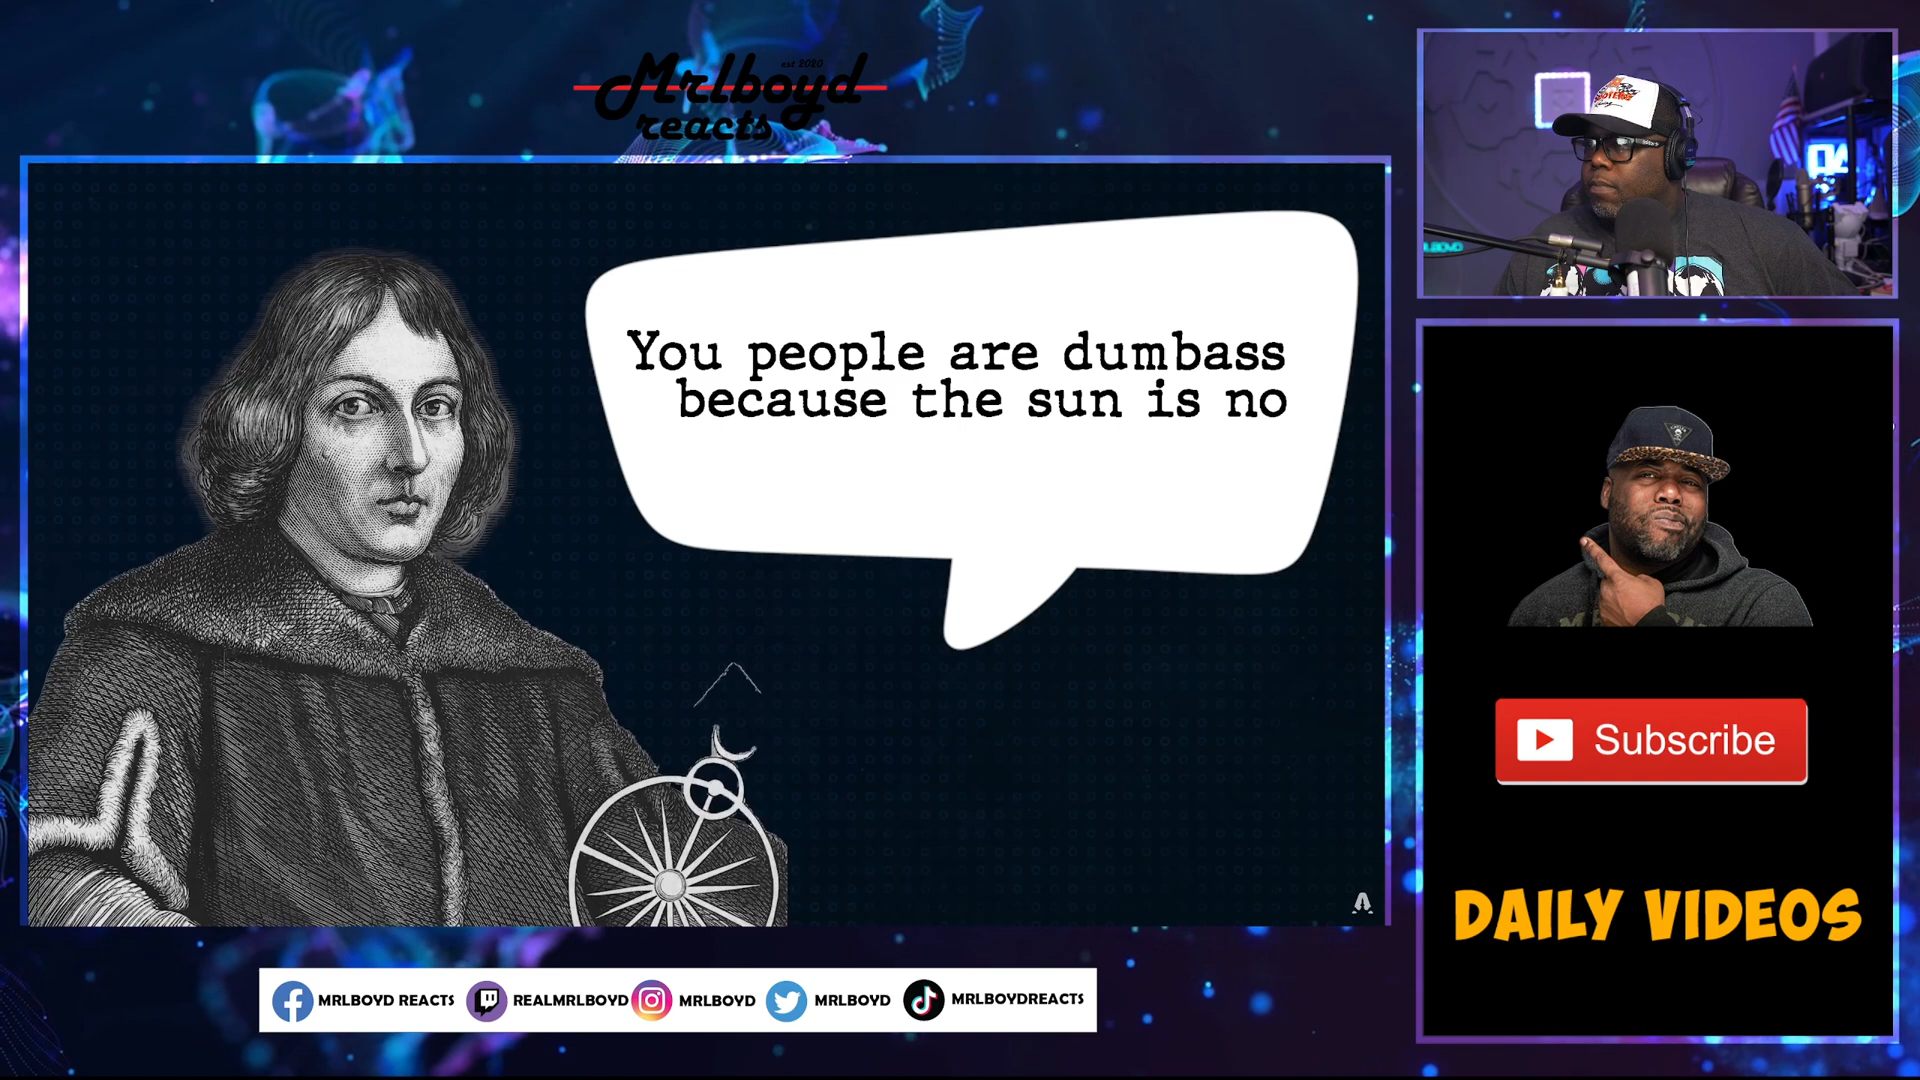 est 2020
Mrlboyd
reacts
You people are dumbass
because the sun is no
Subscribe
DAILY VIDEOS
MRLBOYD REACTS
REALMRLBOYD
MRLBOYD
MRLBOYD
MRLBOYDREACTS